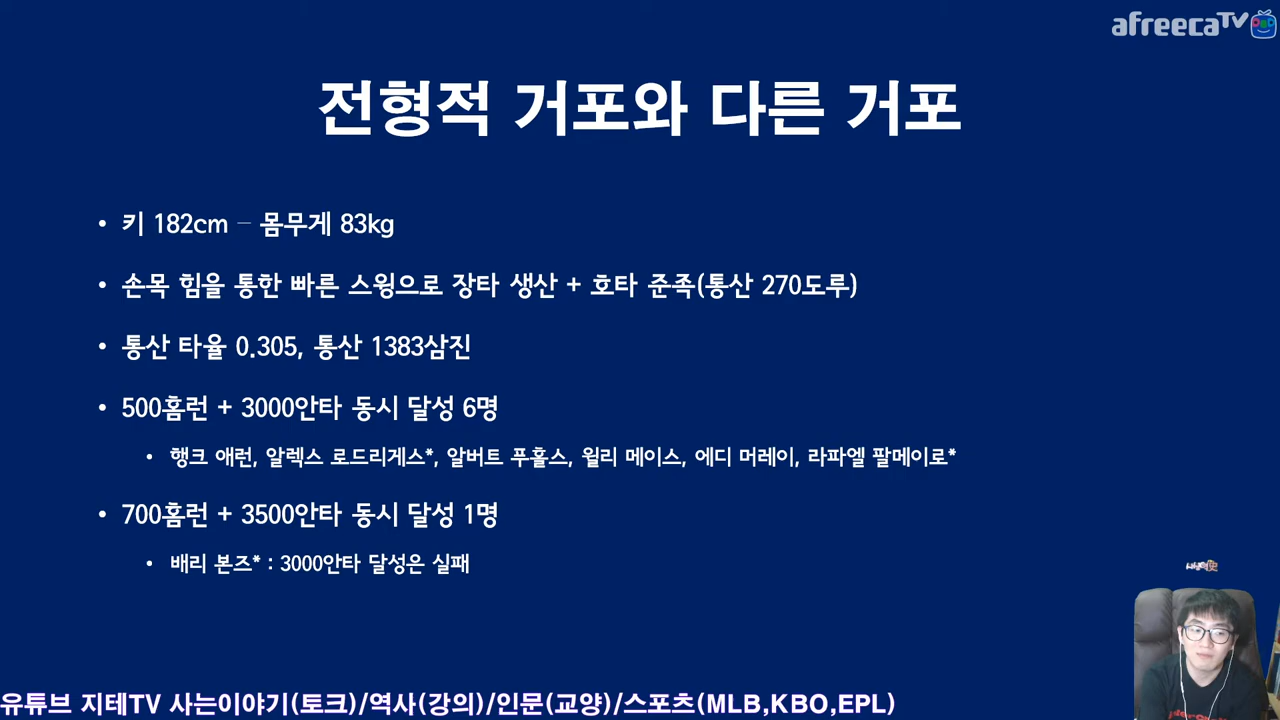 afreecaTV
전형적 거포와 다른 거포
• 키 182cm – 몸무게 83kg
• 손목 힘을 통한 빠른 스윙으로 장타 생산 + 호타 준족(통산 270도루)
• 통산 타율 0.305, 통산 1383삼진
• 500홈런 + 3000안타 동시 달성 6명
• 행크 애런, 알렉스 로드리게스*, 알버트 푸홀스, 윌리 메이스, 에디 머레이, 라파엘 팔메이로*
• 700홈런 + 3500안타 동시 달성 1명
• 배리 본즈* : 3000안타 달성은 실패
유튜브 지테TV 사는이야기(토크)/역사(강의)/인문(교양)/스포츠(MLB,KBO,EPL)